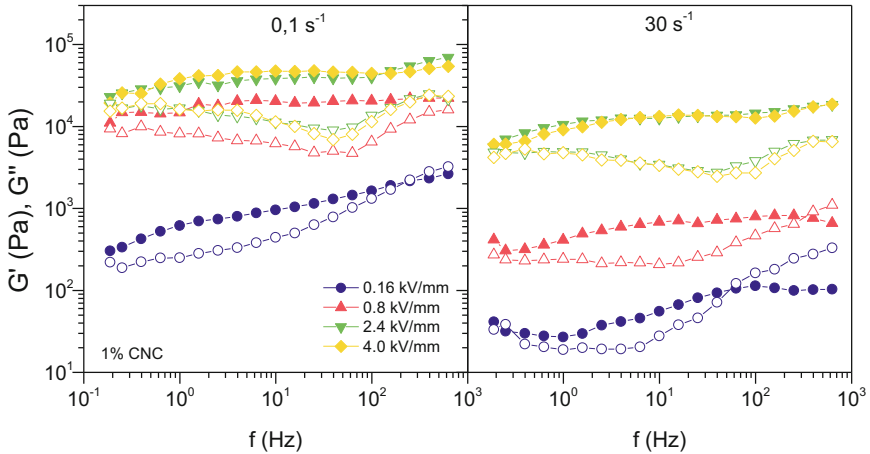 0,1 s⁻¹
30 s⁻¹
G' (Pa), G'' (Pa)
10⁵
10⁴
10³
10²
10¹
0.16 kV/mm
0.8 kV/mm
2.4 kV/mm
4.0 kV/mm
1% CNC
10⁻¹ 10⁰ 10¹ 10² 10³ 10⁰ 10¹ 10² 10³
f (Hz)
f (Hz)